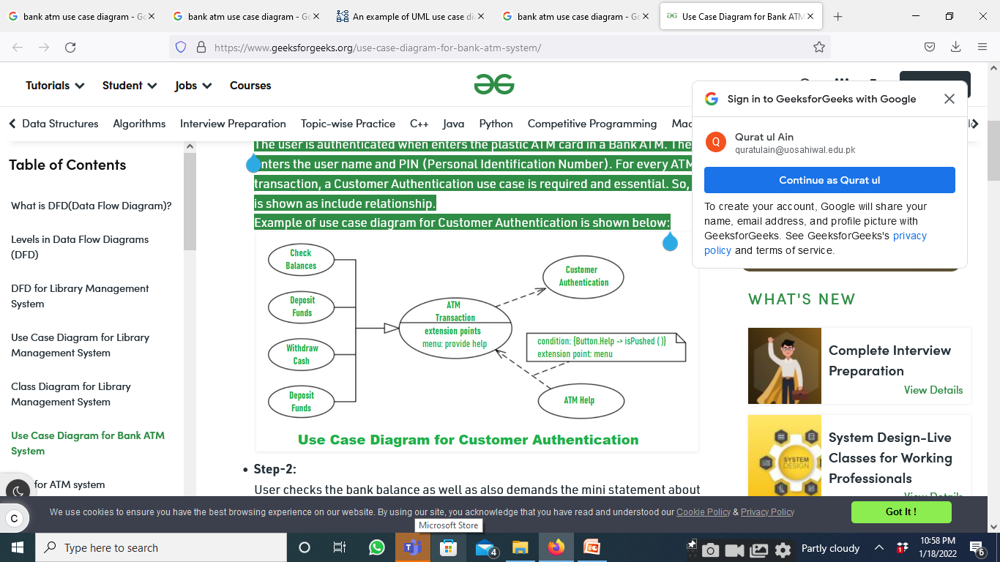 bank atm use case diagram - Go
bank atm use case diagram - Go
An example of UML use case di
bank atm use case diagram - Go
Use Case Diagram for Bank ATM
https://www.geeksforgeeks.org/use-case-diagram-for-bank-atm-system/
Tutorials
Student
Jobs
Courses
Data Structures
Algorithms
Interview Preparation
Topic-wise Practice
C++
Java
Python
Competitive Programming
Mac
Sign in to GeeksforGeeks with Google
Q
Qurat ul Ain
quratulain@uosahiwal.edu.pk
Continue as Qurat ul
To create your account, Google will share your
name, email address, and profile picture with
GeeksforGeeks. See GeeksforGeeks's privacy
policy and terms of service.
Table of Contents
What is DFD(Data Flow Diagram)?
Levels in Data Flow Diagrams
(DFD)
DFD for Library Management
System
Use Case Diagram for Library
Management System
Class Diagram for Library
Management System
Use Case Diagram for Bank ATM
System
for ATM system
The user is authenticated when enters the plastic ATM card in a Bank ATM. The
enters the user name and PIN (Personal Identification Number). For every ATM
transaction, a Customer Authentication use case is required and essential. So,
is shown as include relationship.
Example of use case diagram for Customer Authentication is shown below:
Check
Balances
Deposit
Funds
Withdraw
Cash
Deposit
Funds
ATM
Transaction
extension points
menu: provide help
Customer
Authentication
condition: {Button.Help -> isPushed ( )}
extension point: menu
ATM Help
Use Case Diagram for Customer Authentication
Step-2:
User checks the bank balance as well as also demands the mini statement about
WHAT'S NEW
Complete Interview
Preparation
View Details
SYSTEM
DESIGN
System Design-Live
Classes for Working
Professionals
View Details
C
We use cookies to ensure you have the best browsing experience on our website. By using our site, you acknowledge that you have read and understood our Cookie Policy & Privacy Policy
Got It !
Microsoft Store
Type here to search
4
Partly cloudy
1
10:58 PM
1/18/2022
6